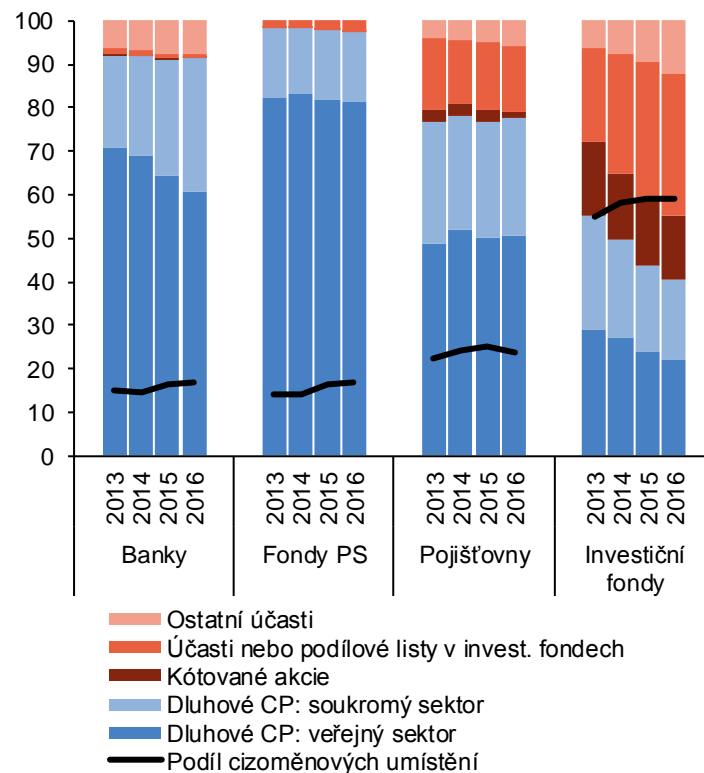 100
90
80
70
60
50
40
30
20
10
0
2013 2014 2015 2016 2013 2014 2015 2016 2013 2014 2015 2016 2013 2014 2015 2016
Banky Fondy PS Pojišťovny Investiční
fondy
Ostatní účasti
Účasti nebo podílové listy v invest. fondech
Kótované akcie
Dluhové CP: soukromý sektor
Dluhové CP: veřejný sektor
Podíl cizoměnových umístění